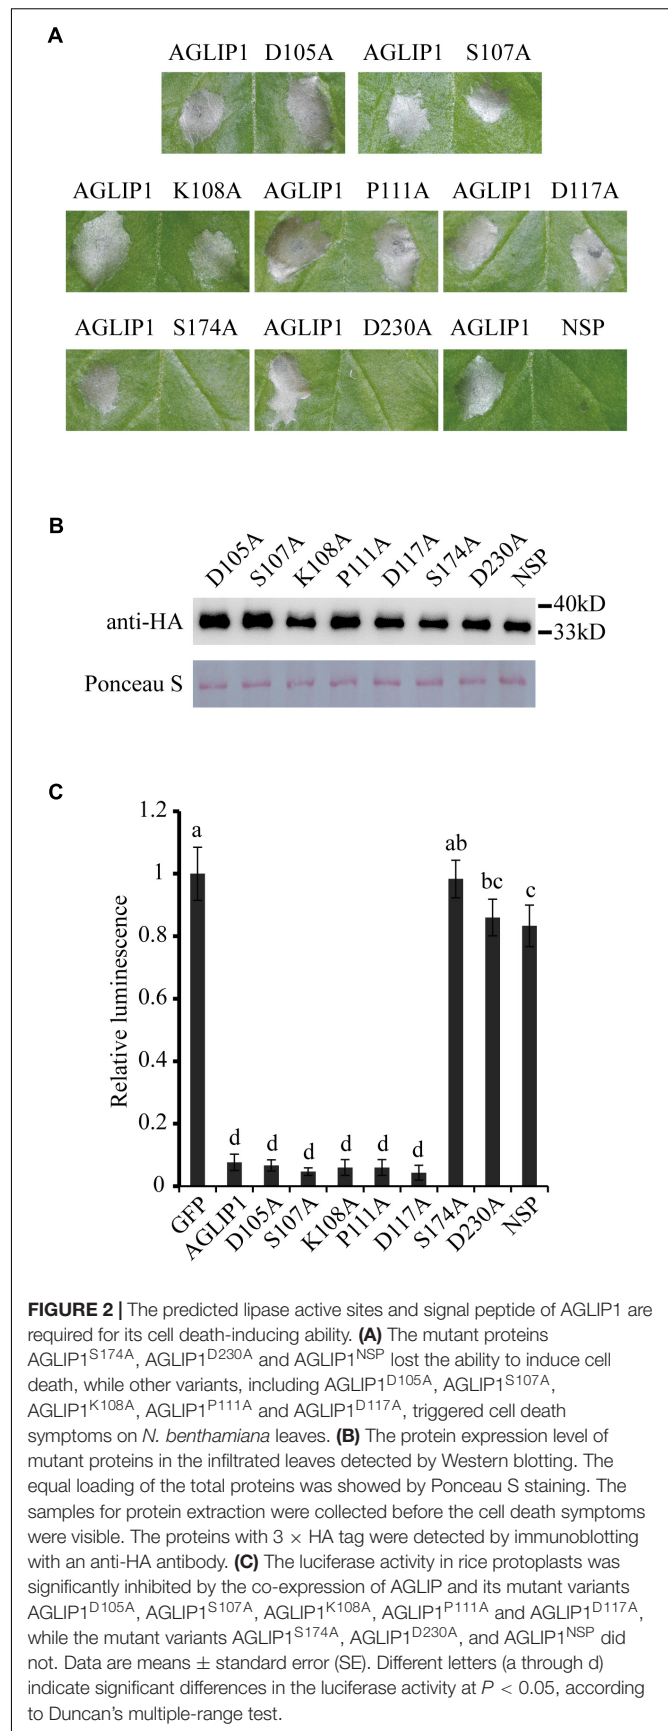 A
AGLIP1 D105A AGLIP1 S107A
AGLIP1 K108A AGLIP1 P111A AGLIP1 D117A
AGLIP1 S174A AGLIP1 D230A AGLIP1 NSP
B
D105A S107A K108A P111A D117A S174A D230A NSP
anti-HA 40kD
33kD
Ponceau S
C
Relative luminescence
1.2
1
0.8
0.6
0.4
0.2
0
a d d d d d d ab bc c
GFP AGLIP1 D105A S107A K108A P111A D117A S174A D230A NSP
FIGURE 2 | The predicted lipase active sites and signal peptide of AGLIP1 are
required for its cell death-inducing ability. (A) The mutant proteins
AGLIP1S174A, AGLIP1D230A and AGLIP1NSP lost the ability to induce cell
death, while other variants, including AGLIP1D105A, AGLIP1S107A,
AGLIP1K108A, AGLIP1P111A and AGLIP1D117A, triggered cell death
symptoms on N. benthamiana leaves. (B) The protein expression level of
mutant proteins in the infiltrated leaves detected by Western blotting. The
equal loading of the total proteins was showed by Ponceau S staining. The
samples for protein extraction were collected before the cell death symptoms
were visible. The proteins with 3 × HA tag were detected by immunoblotting
with an anti-HA antibody. (C) The luciferase activity in rice protoplasts was
significantly inhibited by the co-expression of AGLIP and its mutant variants
AGLIP1D105A, AGLIP1S107A, AGLIP1K108A, AGLIP1P111A and AGLIP1D117A,
while the mutant variants AGLIP1S174A, AGLIP1D230A, and AGLIP1NSP did
not. Data are means ± standard error (SE). Different letters (a through d)
indicate significant differences in the luciferase activity at P < 0.05, according
to Duncan's multiple-range test.